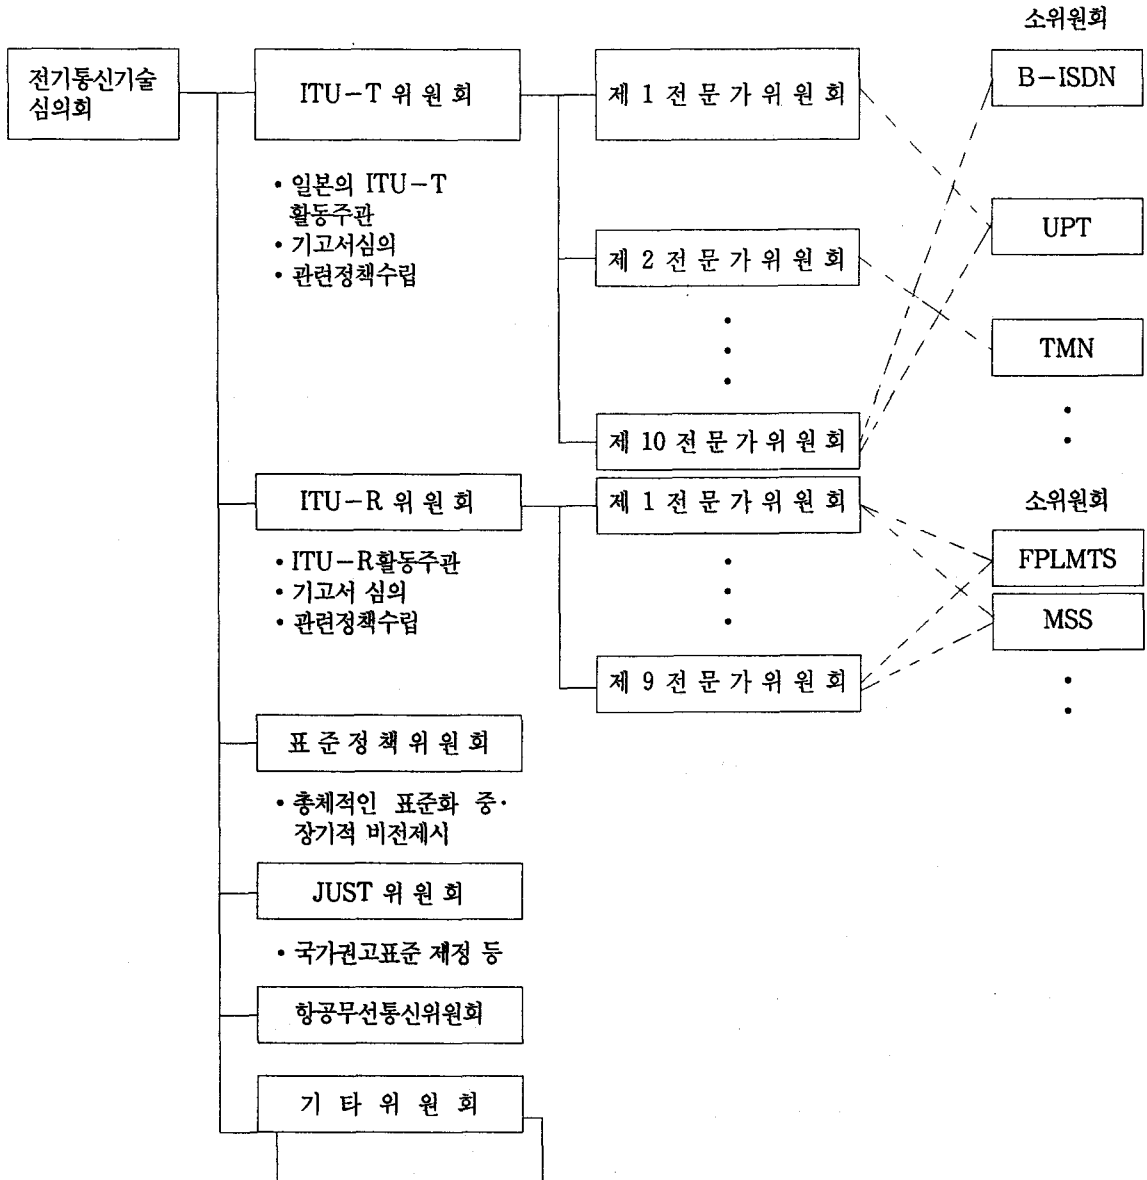 소위원회
전기통신기술
심의회
ITU-T 위원회
제 1 전문가위원회
B-ISDN
• 일본의 ITU-T
활동주관
• 기고서심의
• 관련정책수립
제 2 전문가위원회
UPT
TMN
제 10 전문가위원회
ITU-R 위원회
제 1 전문가위원회
소위원회
• ITU-R활동주관
• 기고서 심의
• 관련정책수립
FPLMTS
MSS
제 9 전문가위원회
표준정책위원회
• 총체적인 표준화 중·
장기적 비전제시
JUST 위원회
• 국가권고표준 제정 등
항공무선통신위원회
기타위원회